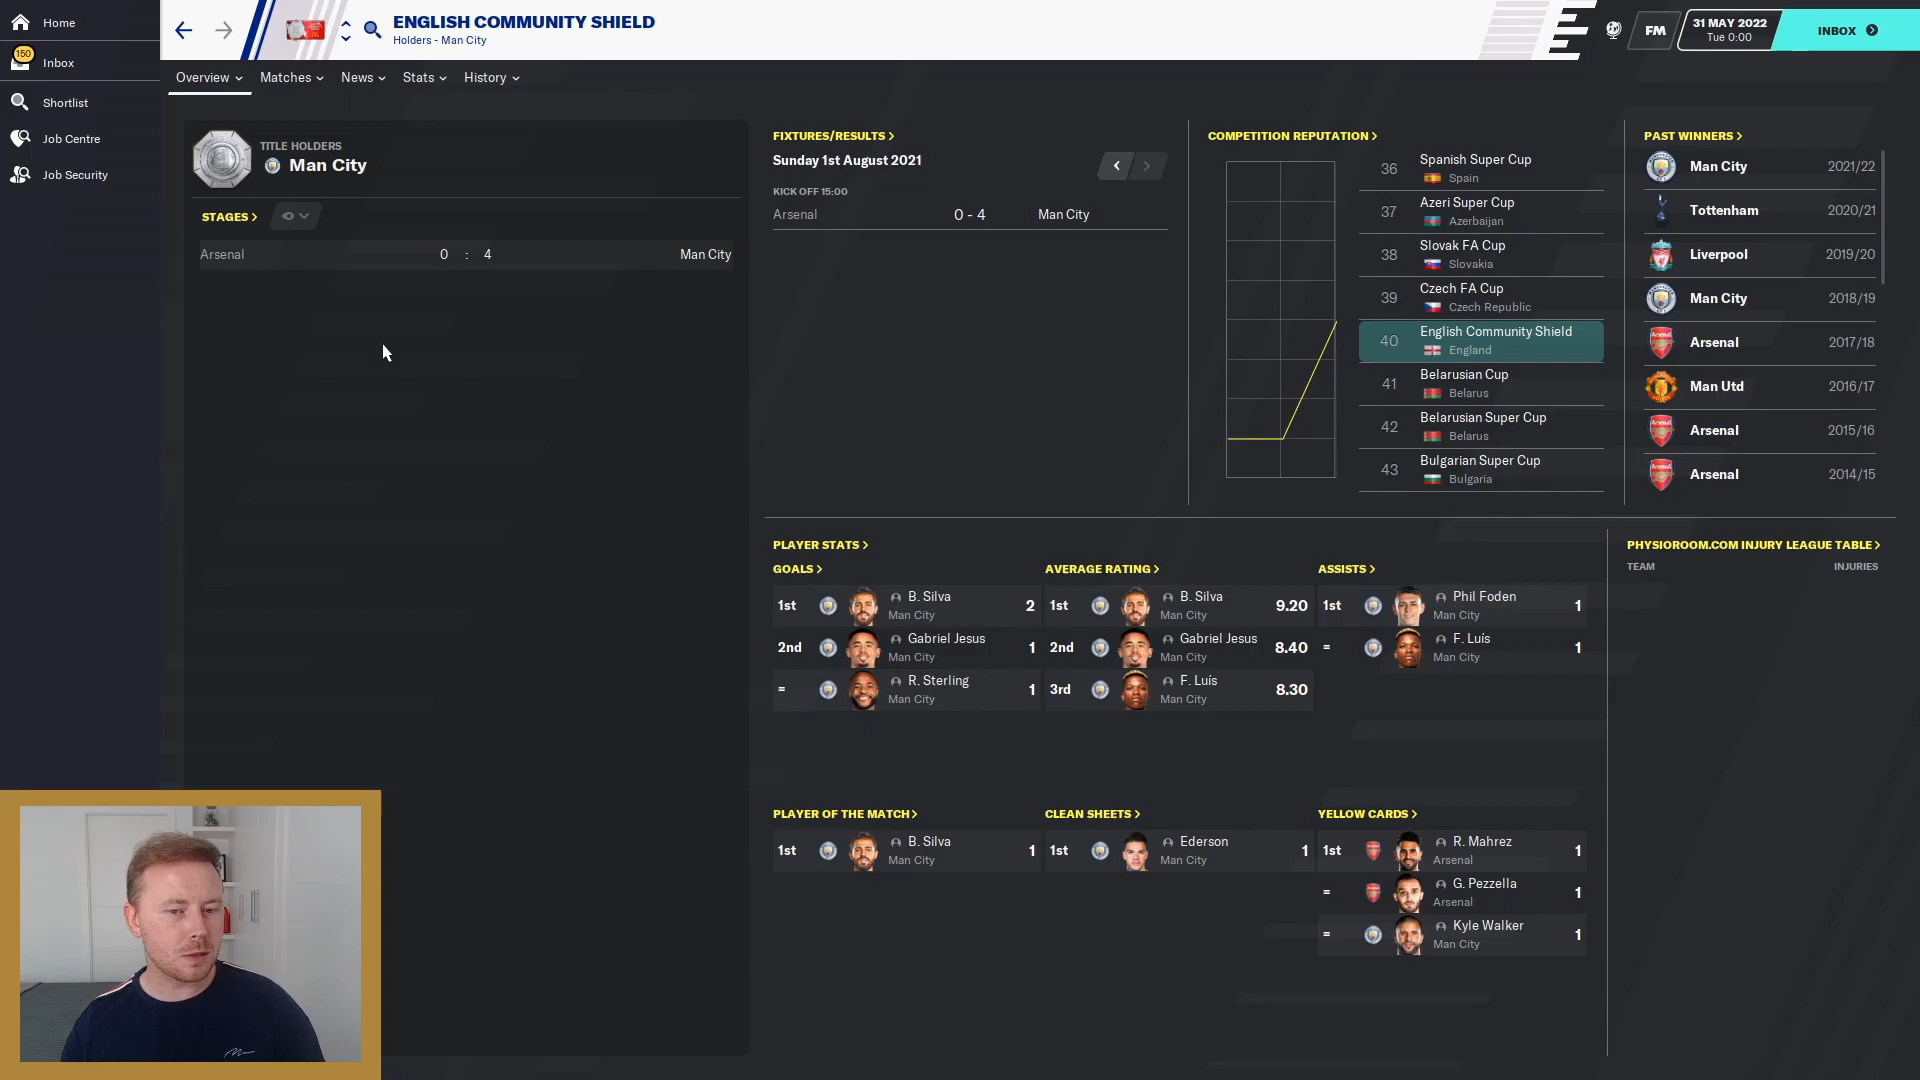 Home
150
Inbox
Shortlist
Job Centre
Job Security
ENGLISH COMMUNITY SHIELD
Holders - Man City
FM
31 MAY 2022
Tue 0:00
INBOX
Overview
Matches
News
Stats
History
TITLE HOLDERS
Man City
STAGES
Arsenal 0 : 4 Man City
FIXTURES/RESULTS
Sunday 1st August 2021
KICK OFF 15:00
Arsenal 0 - 4 Man City
COMPETITION REPUTATION
36 Spanish Super Cup
Spain
37 Azeri Super Cup
Azerbaijan
38 Slovak FA Cup
Slovakia
39 Czech FA Cup
Czech Republic
40 English Community Shield
England
41 Belarusian Cup
Belarus
42 Belarusian Super Cup
Belarus
43 Bulgarian Super Cup
Bulgaria
PAST WINNERS
Man City 2021/22
Tottenham 2020/21
Liverpool 2019/20
Man City 2018/19
Arsenal 2017/18
Man Utd 2016/17
Arsenal 2015/16
Arsenal 2014/15
PLAYER STATS
GOALS
1st B. Silva 2
Man City
2nd Gabriel Jesus 1
Man City
= R. Sterling 1
Man City
AVERAGE RATING
1st B. Silva 9.20
Man City
2nd Gabriel Jesus 8.40
Man City
3rd F. Luís 8.30
Man City
ASSISTS
1st Phil Foden 1
Man City
= F. Luís 1
Man City
PHYSIOROOM.COM INJURY LEAGUE TABLE
TEAM INJURIES
PLAYER OF THE MATCH
1st B. Silva 1
Man City
CLEAN SHEETS
1st Ederson 1
Man City
YELLOW CARDS
1st R. Mahrez 1
Arsenal
= G. Pezzella 1
Arsenal
= Kyle Walker 1
Man City